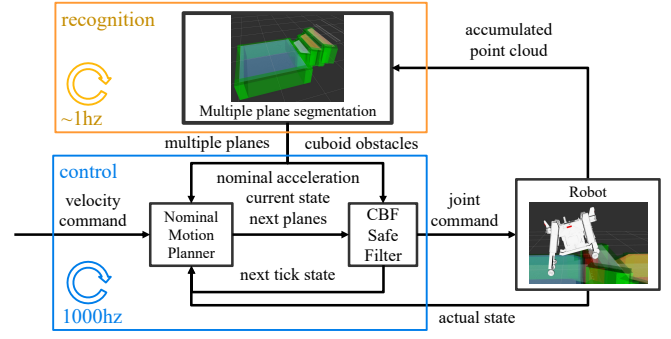 recognition
~1hz
Multiple plane segmentation
accumulated
point cloud
multiple planes
cuboid obstacles
control
1000hz
velocity
command
Nominal
Motion
Planner
nominal acceleration
current state
next planes
next tick state
CBF
Safe
Filter
joint
command
Robot
actual state